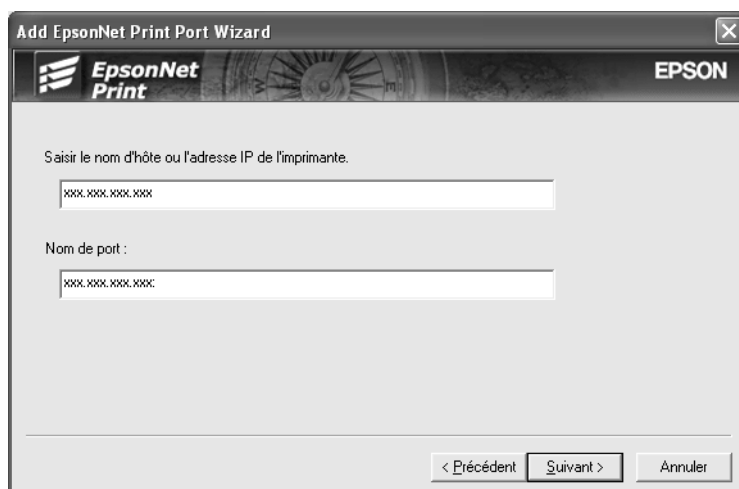 Add EpsonNet Print Port Wizard
EpsonNet
Print
EPSON
Saisir le nom d'hôte ou l'adresse IP de l'imprimante.
xxx.xxx.xxx.xxx
Nom de port :
xxx.xxx.xxx.xxx:
< Précédent
Suivant >
Annuler